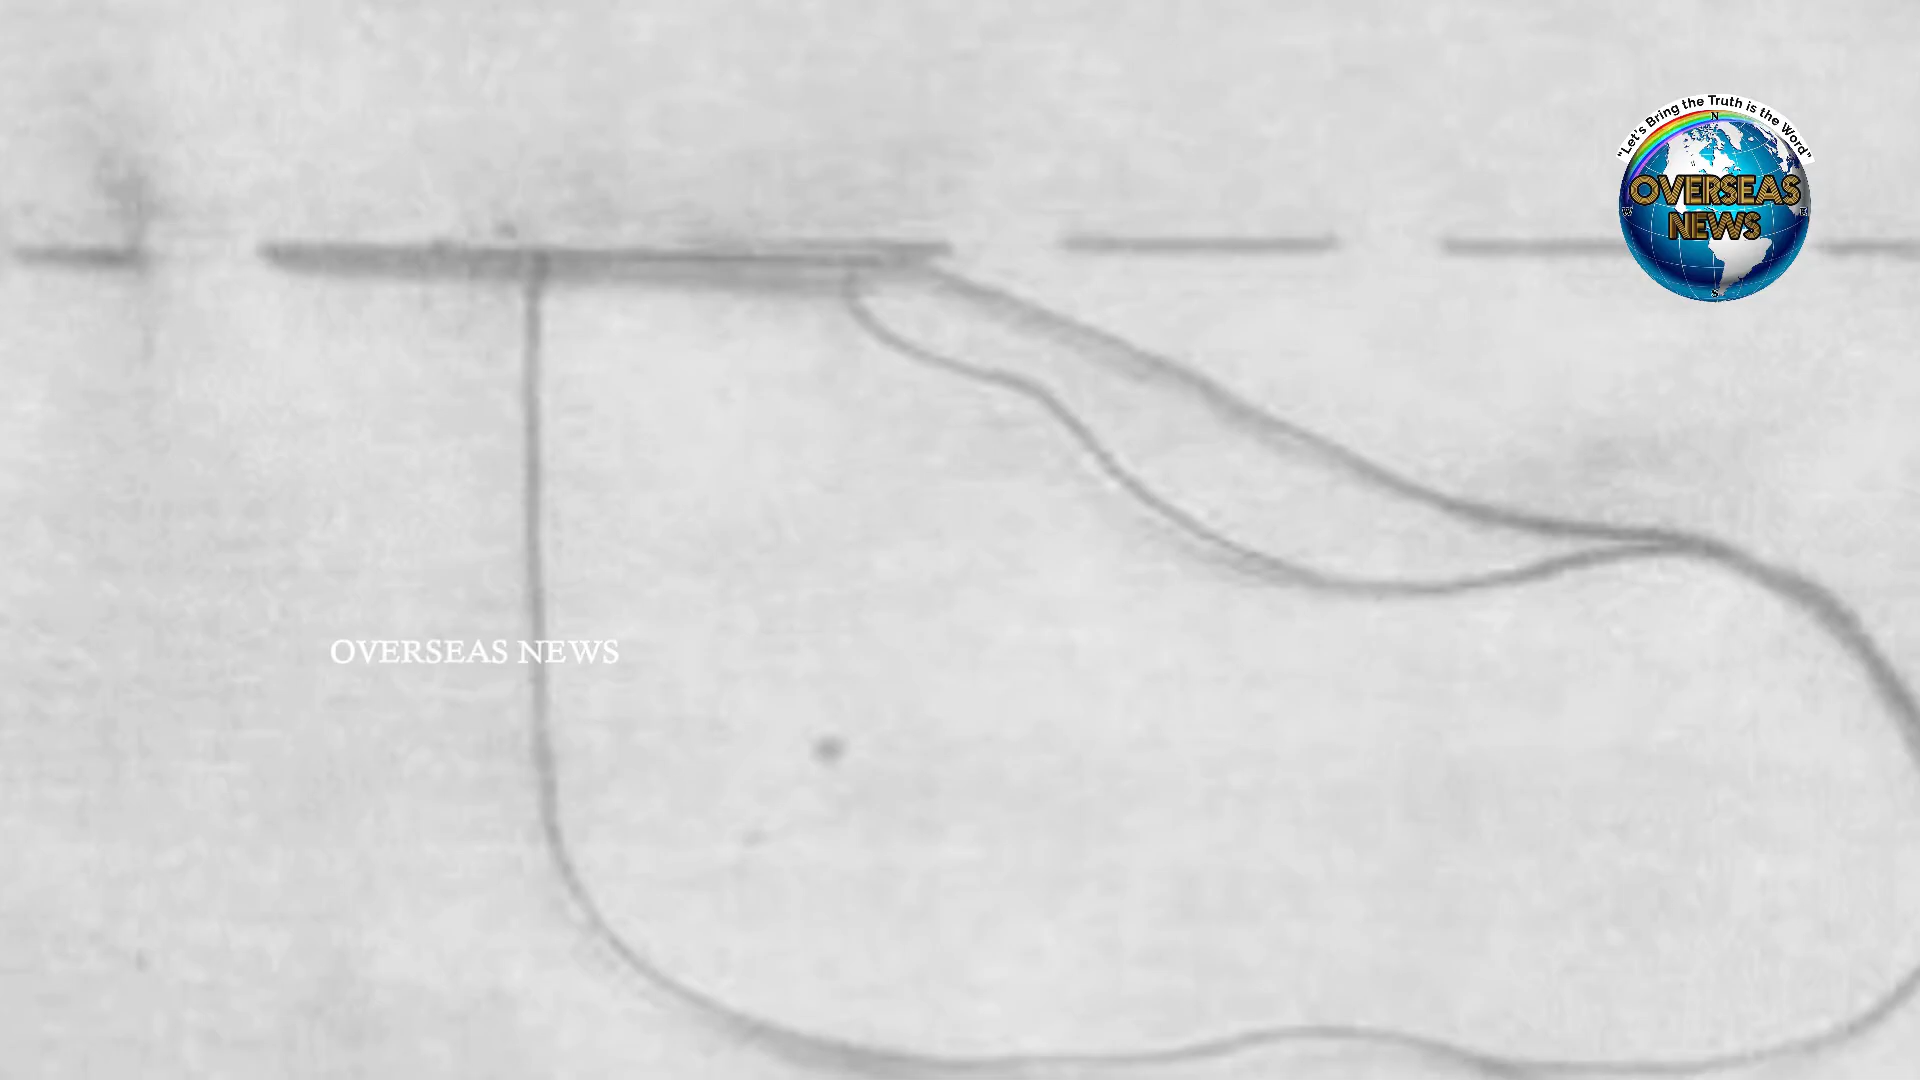 "Let's Bring the Truth is the Word"
N
OVERSEAS
W E
NEWS
S
OVERSEAS NEWS